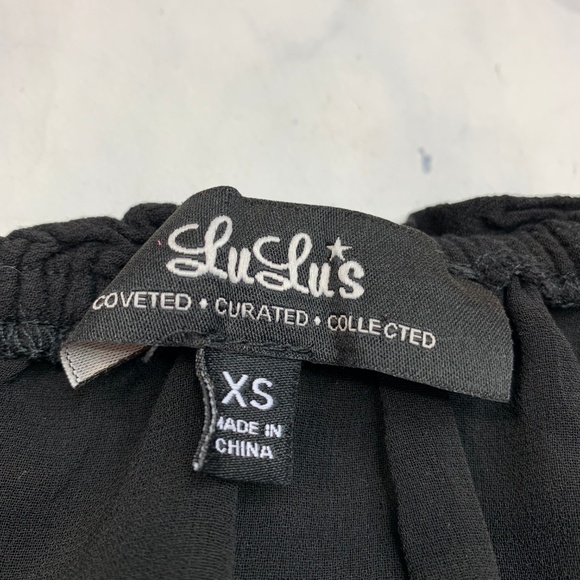 LuLu's
COVETED • CURATED • COLLECTED
XS
MADE IN
CHINA